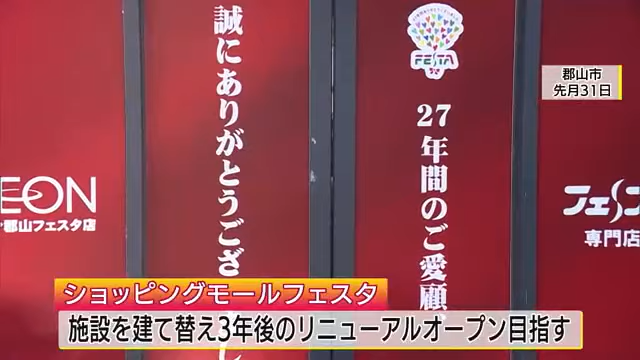 誠にありがとうござ
し
FESTA
27年間のご愛顧
郡山市
先月31日
EON
郡山フェスタ店
フェス
専門店
ショッピングモールフェスタ
施設を建て替え3年後のリニューアルオープン目指す